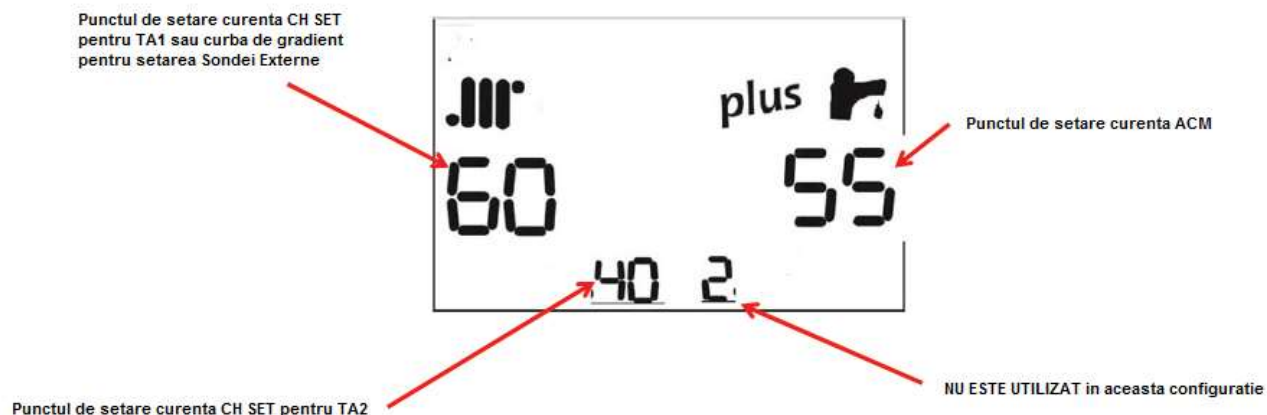 Punctul de setare curenta CH SET
pentru TA1 sau curba de gradient
pentru setarea Sondei Externe
plus
Punctul de setare curenta ACM
60
55
40 2
NU ESTE UTILIZAT in aceasta configuratie
Punctul de setare curenta CH SET pentru TA2